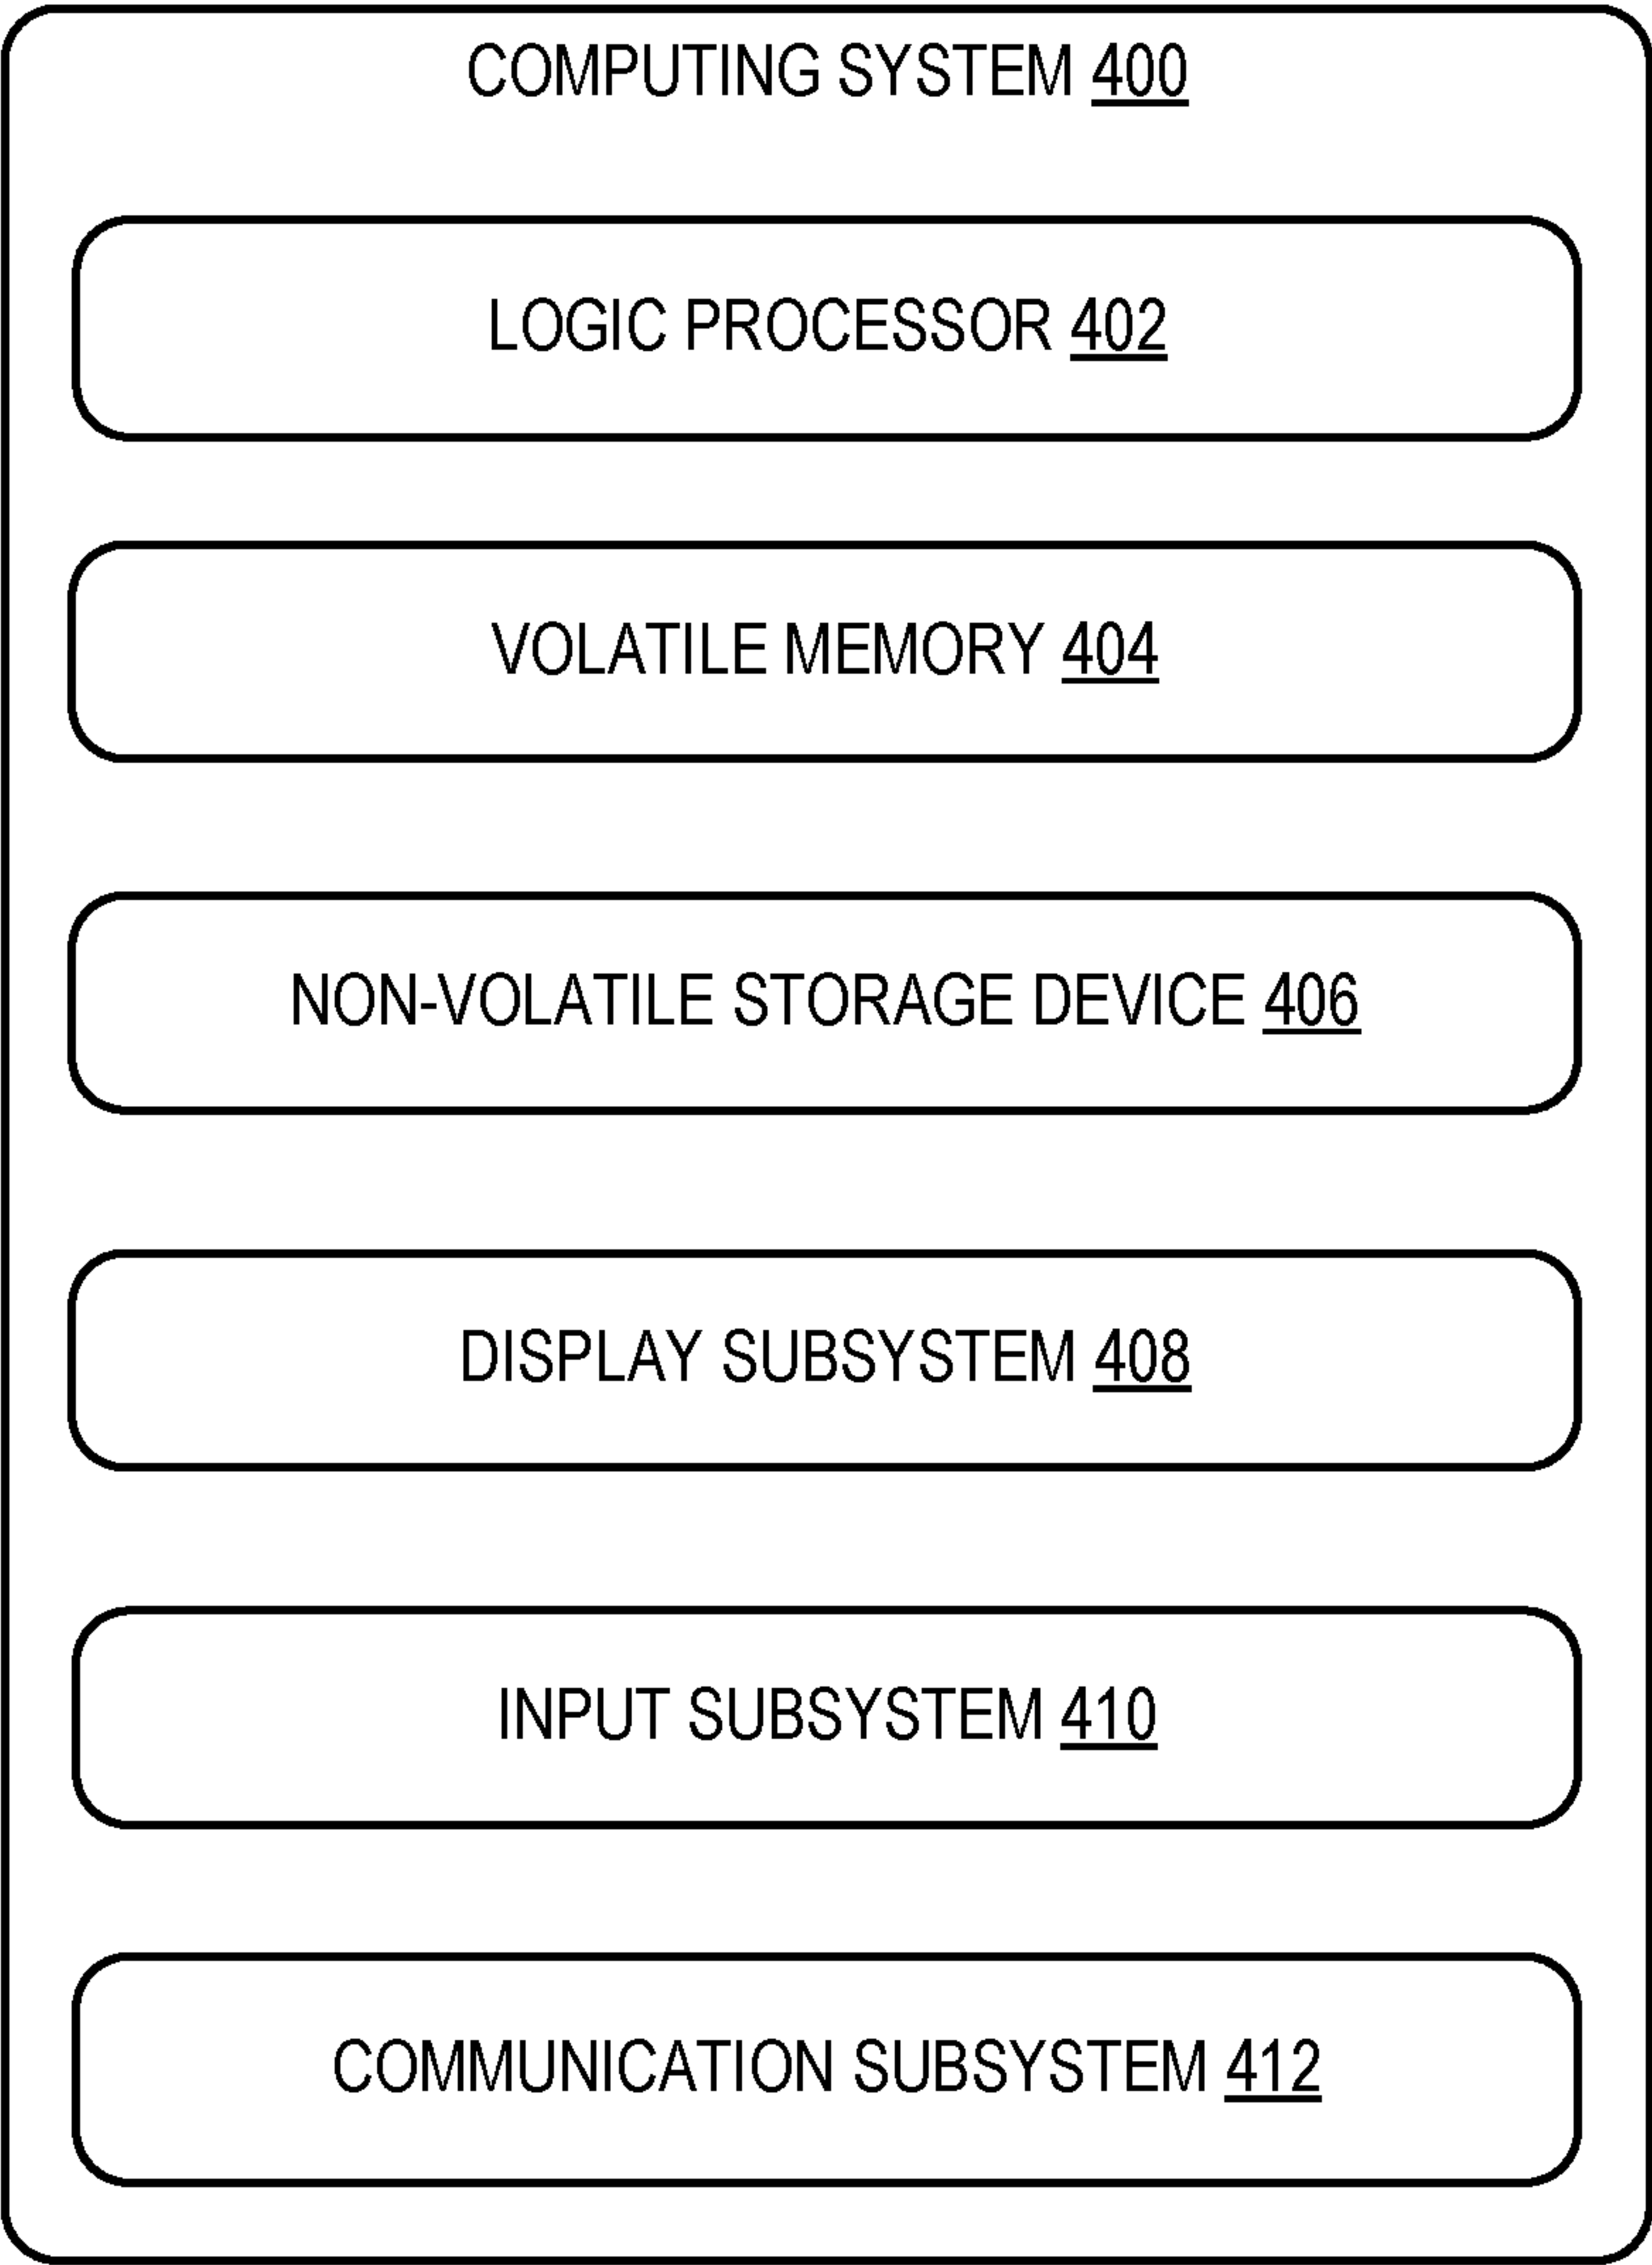 COMPUTING SYSTEM 400
LOGIC PROCESSOR 402
VOLATILE MEMORY 404
NON-VOLATILE STORAGE DEVICE 406
DISPLAY SUBSYSTEM 408
INPUT SUBSYSTEM 410
COMMUNICATION SUBSYSTEM 412